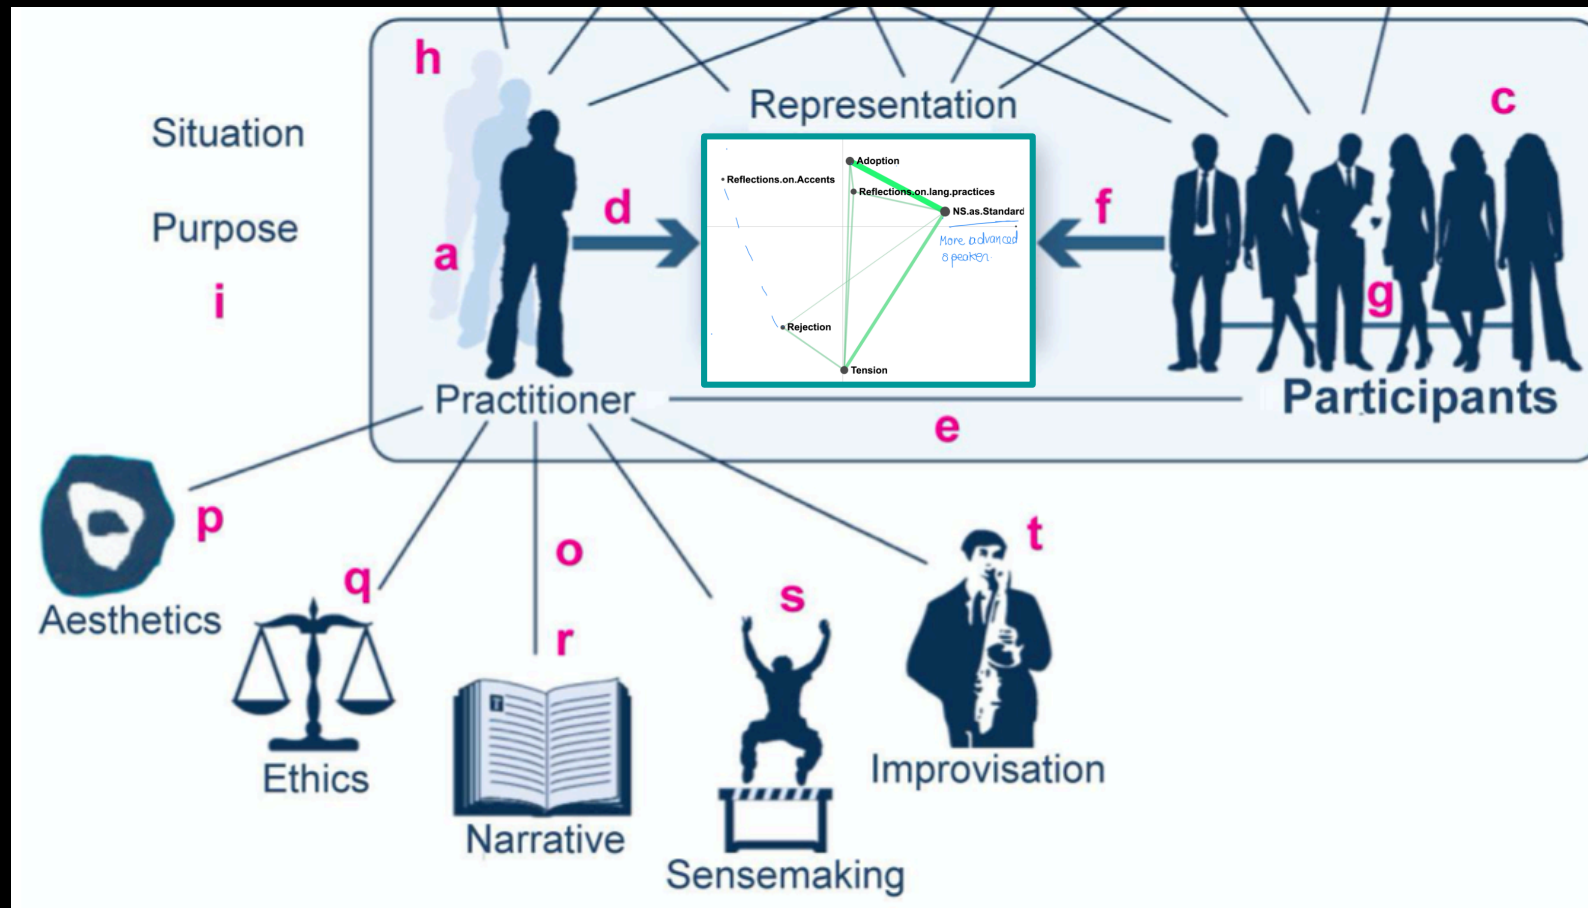 h
Representation
c
Situation
Adoption
Reflections.on.Accents
Reflections.on.lang.practices
d
NS.as.Standard
f
Purpose
More advanced
speaker
a
i
g
Rejection
Tension
Practitioner
Participants
e
p
t
o
q
s
Aesthetics
r
Improvisation
Ethics
Narrative
Sensemaking